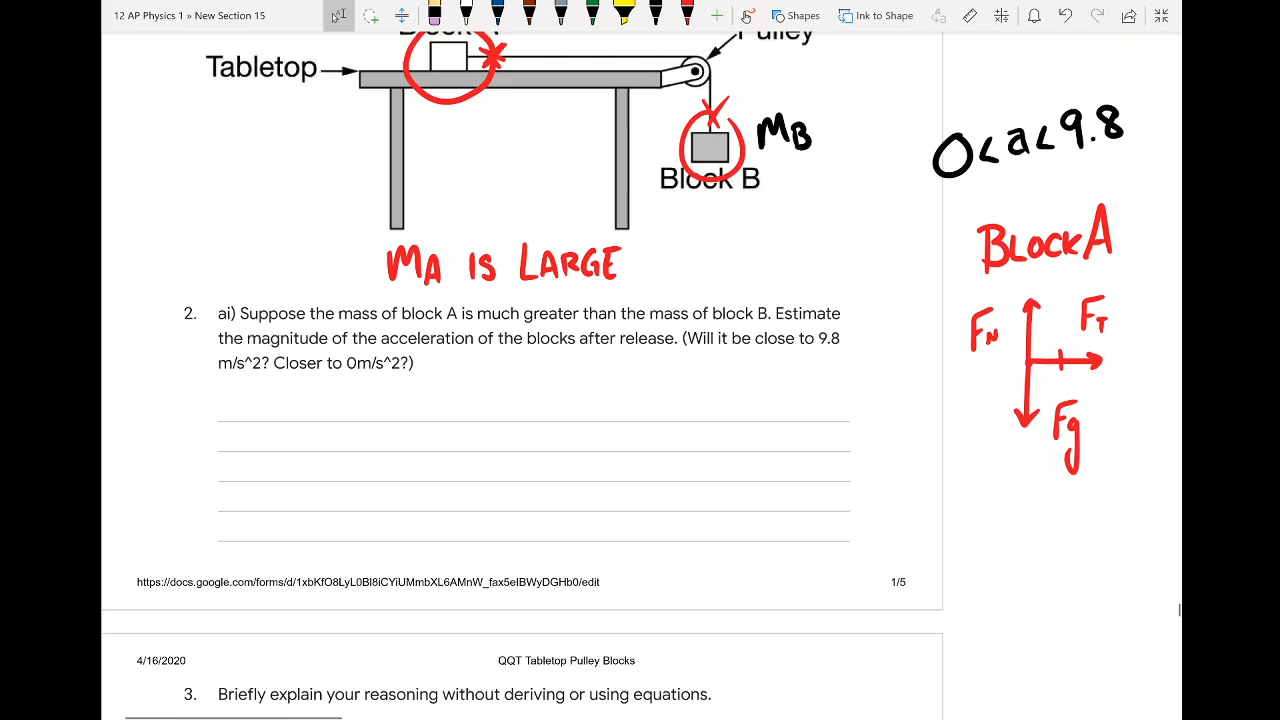 12 AP Physics 1 » New Section 15
Shapes
Ink to Shape
Pulley
Tabletop
MB
Block B
0<a<9.8
MA IS LARGE
BLOCK A
FN
FT
Fg
2. ai) Suppose the mass of block A is much greater than the mass of block B. Estimate
the magnitude of the acceleration of the blocks after release. (Will it be close to 9.8
m/s^2? Closer to 0m/s^2?)
https://docs.google.com/forms/d/1xbKfO8LyL0Bl8iCYiUMmbXL6AMnW_fax5eIBWyDGHb0/edit
1/5
4/16/2020
QQT Tabletop Pulley Blocks
3. Briefly explain your reasoning without deriving or using equations.